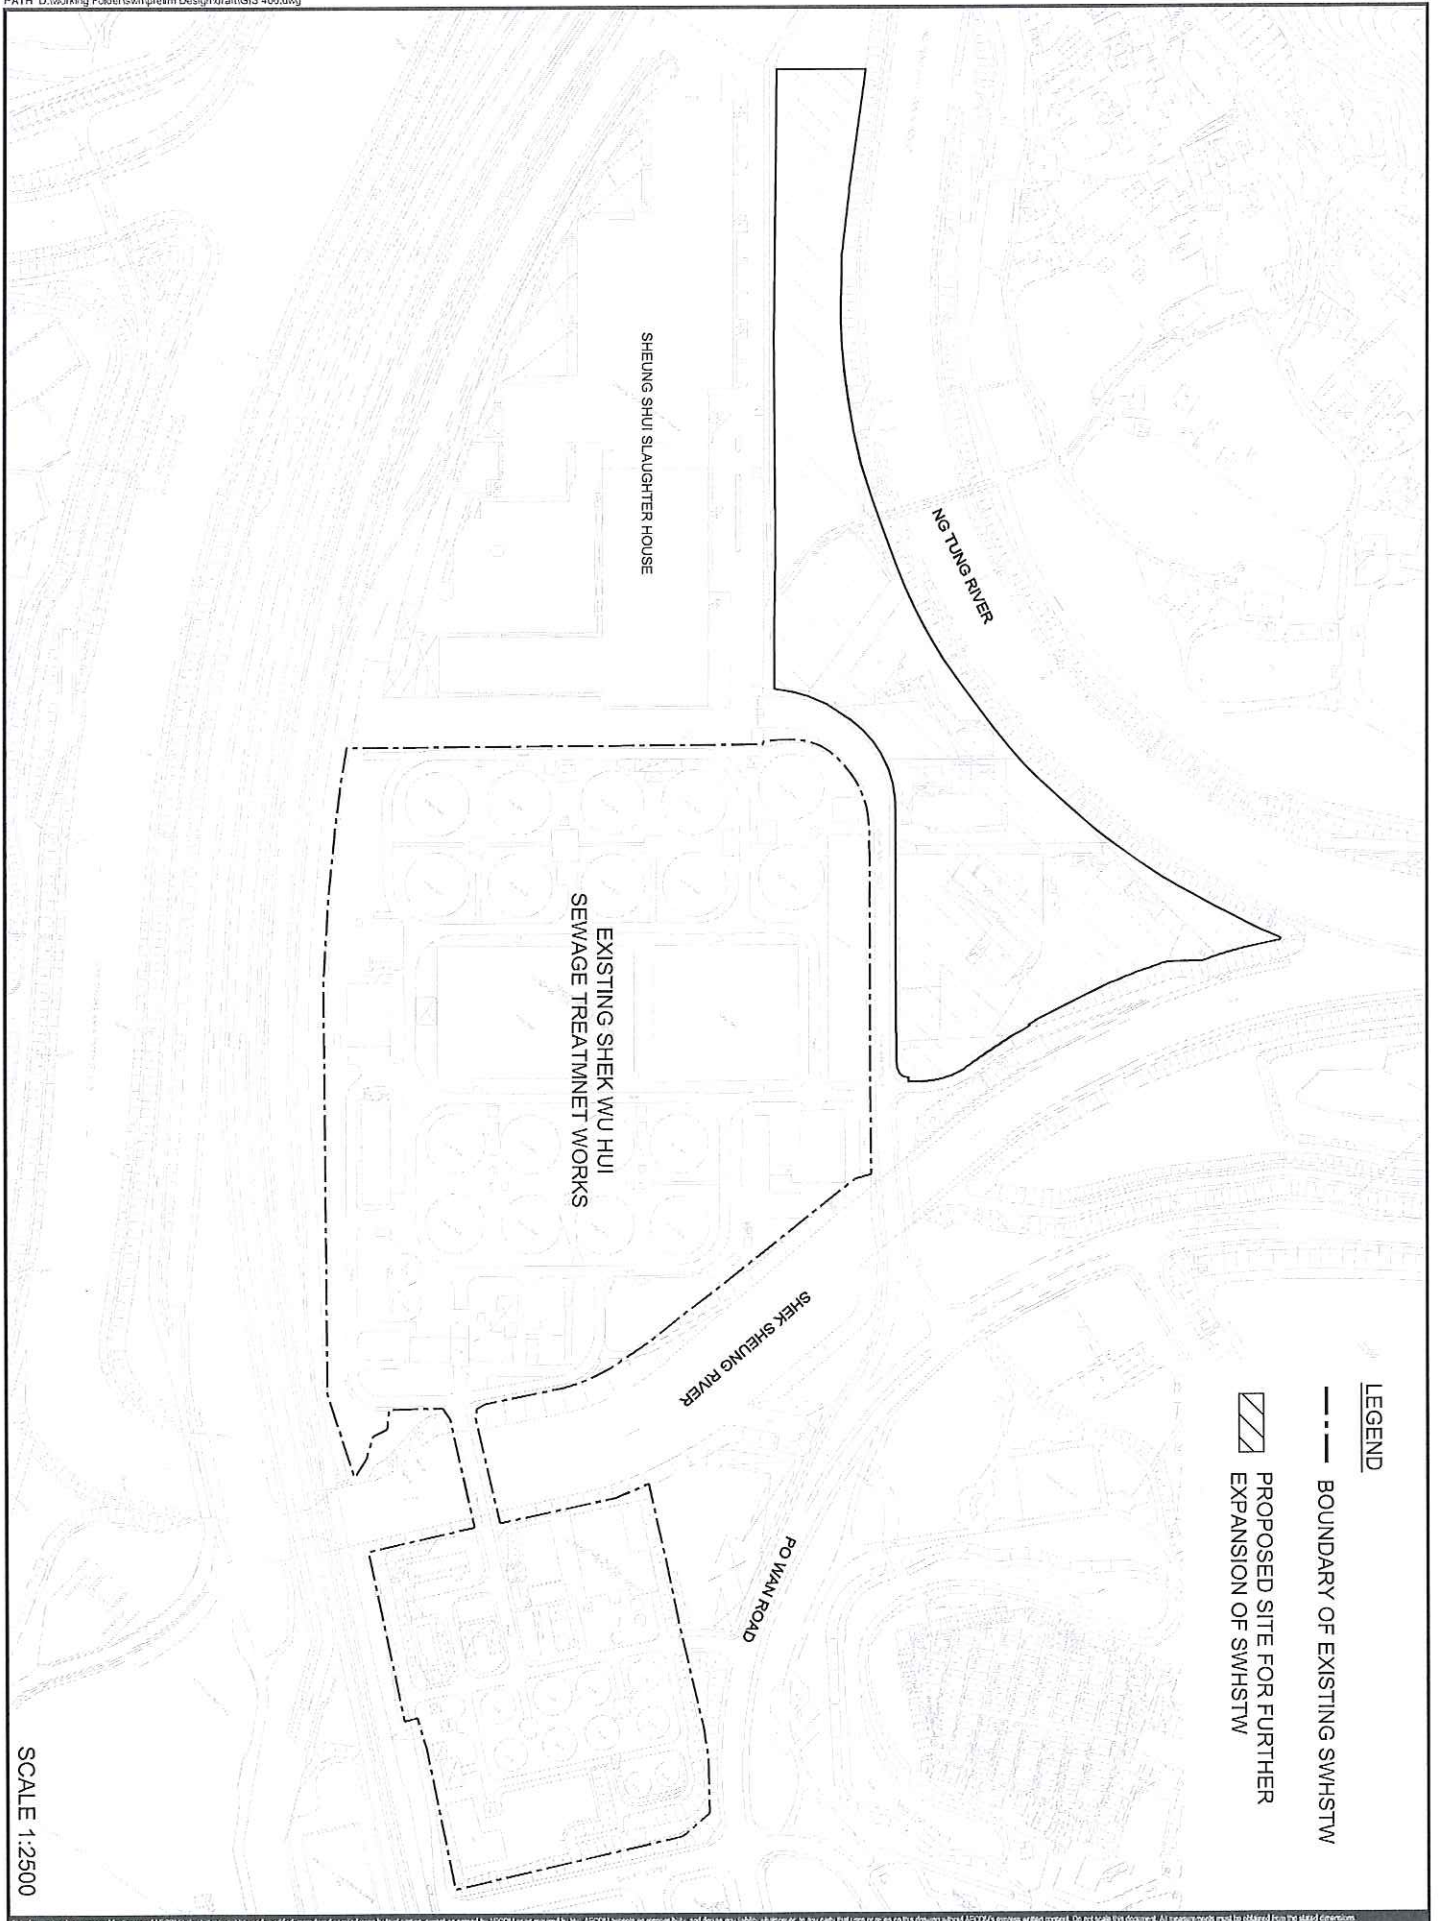 SHEUNG SHUI SLAUGHTER HOUSE
NG TUNG RIVER
EXISTING SHEK WU HUI
SEWAGE TREATMNET WORKS
SHEK SHEUNG RIVER
PO WAN ROAD
LEGEND
BOUNDARY OF EXISTING SWHSTW
PROPOSED SITE FOR FURTHER
EXPANSION OF SWHSTW
SCALE 1:2500